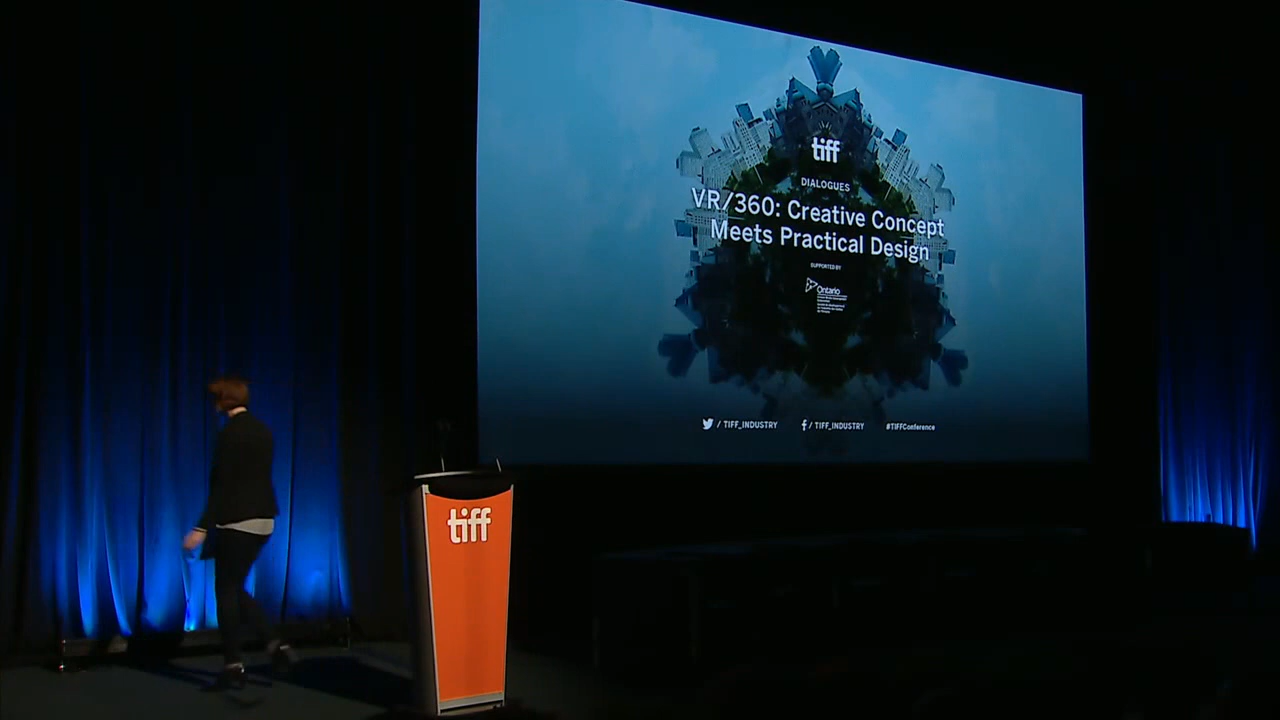 tiff
DIALOGUES
VR/360: Creative Concept
Meets Practical Design
SUPPORTED BY
Ontario
/ TIFF_INDUSTRY
/ TIFF_INDUSTRY
#TIFFConference
tiff